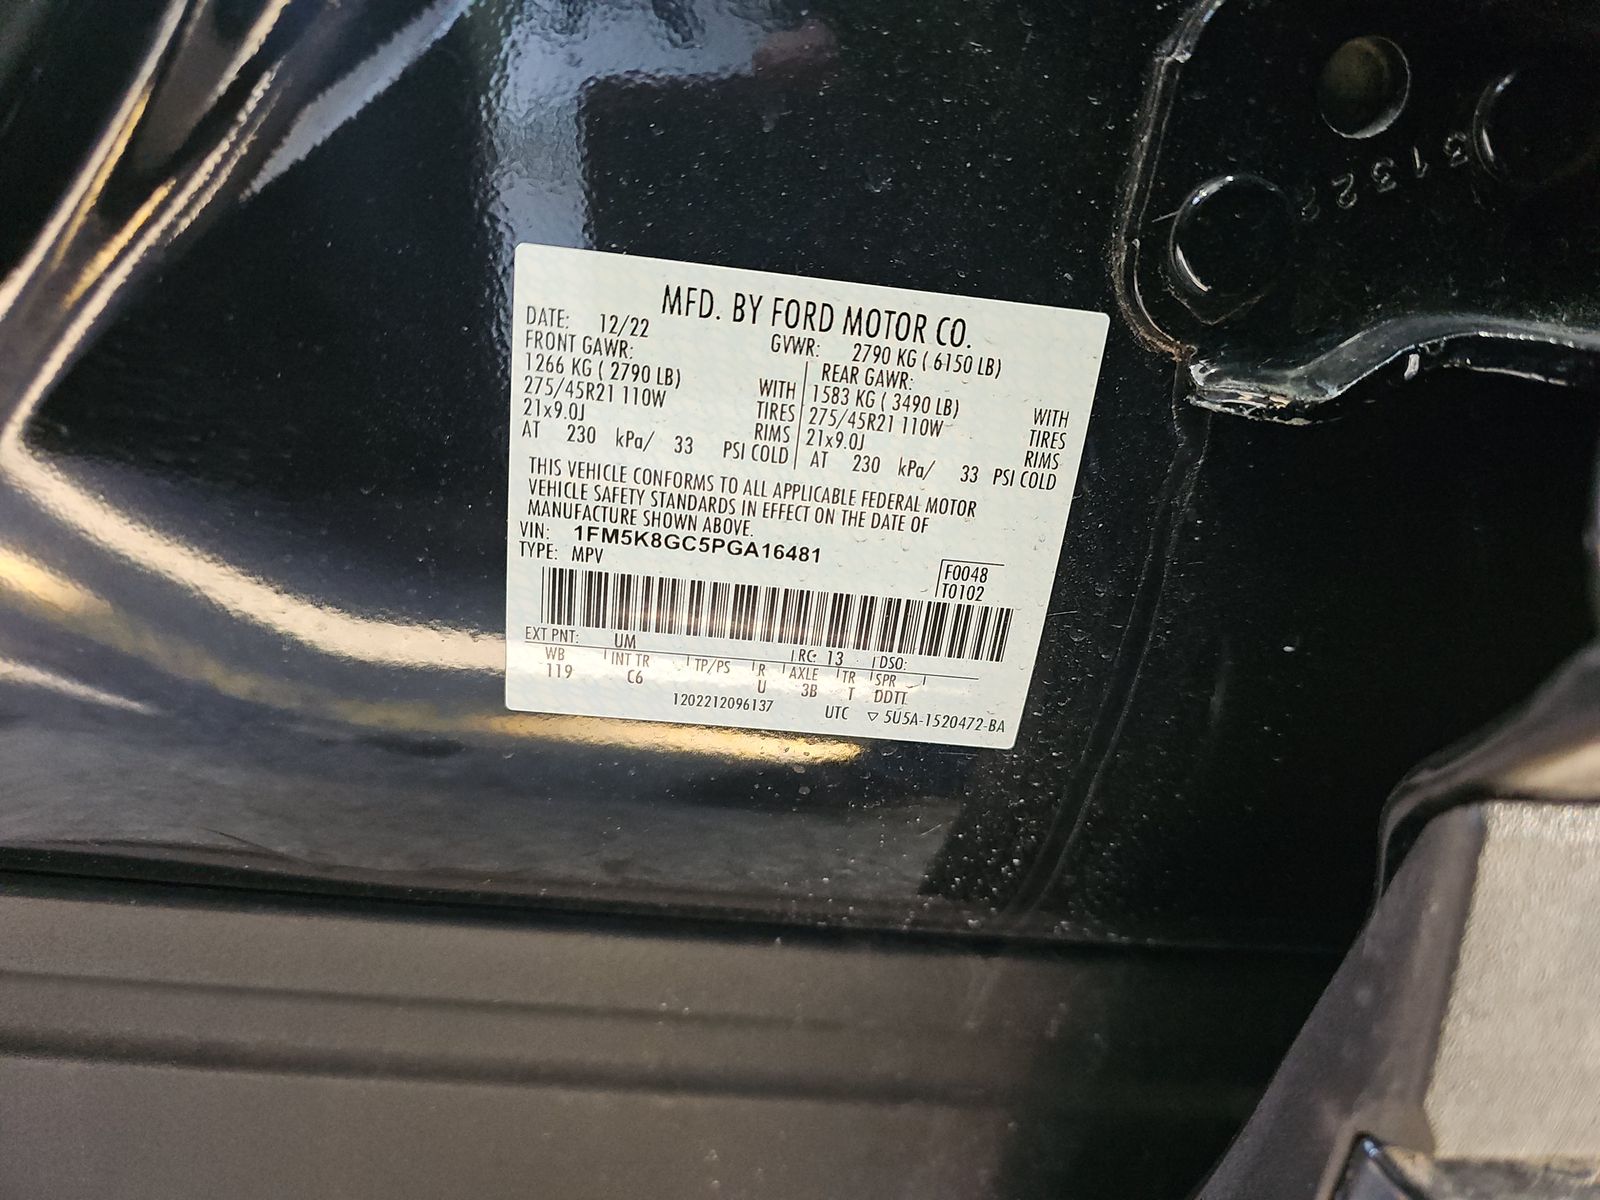 MFD. BY FORD MOTOR CO.
DATE: 12/22 GVWR: 2790 KG ( 6150 LB)
FRONT GAWR: REAR GAWR:
1266 KG ( 2790 LB) WITH 1583 KG ( 3490 LB) WITH
275/45R21 110W TIRES 275/45R21 110W TIRES
21x9.0J RIMS 21x9.0J RIMS
AT 230 kPa/ 33 PSI COLD AT 230 kPa/ 33 PSI COLD
THIS VEHICLE CONFORMS TO ALL APPLICABLE FEDERAL MOTOR
VEHICLE SAFETY STANDARDS IN EFFECT ON THE DATE OF
MANUFACTURE SHOWN ABOVE.
VIN: 1FM5K8GC5PGA16481
TYPE: MPV
F0048
T0102
EXT PNT: UM RC: 13 DSO:
WB INT TR TP/PS R AXLE TR SPR
119 C6 U 3B T DDTT
1202212096137 UTC ▽ 5U5A-1520472-BA